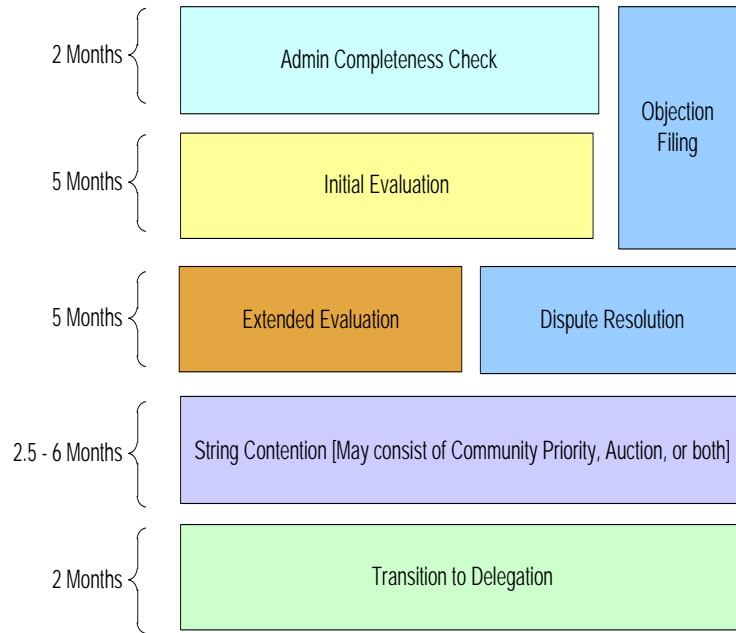 2 Months
Admin Completeness Check
Objection
Filing
5 Months
Initial Evaluation
5 Months
Extended Evaluation
Dispute Resolution
2.5 - 6 Months
String Contention [May consist of Community Priority, Auction, or both]
2 Months
Transition to Delegation